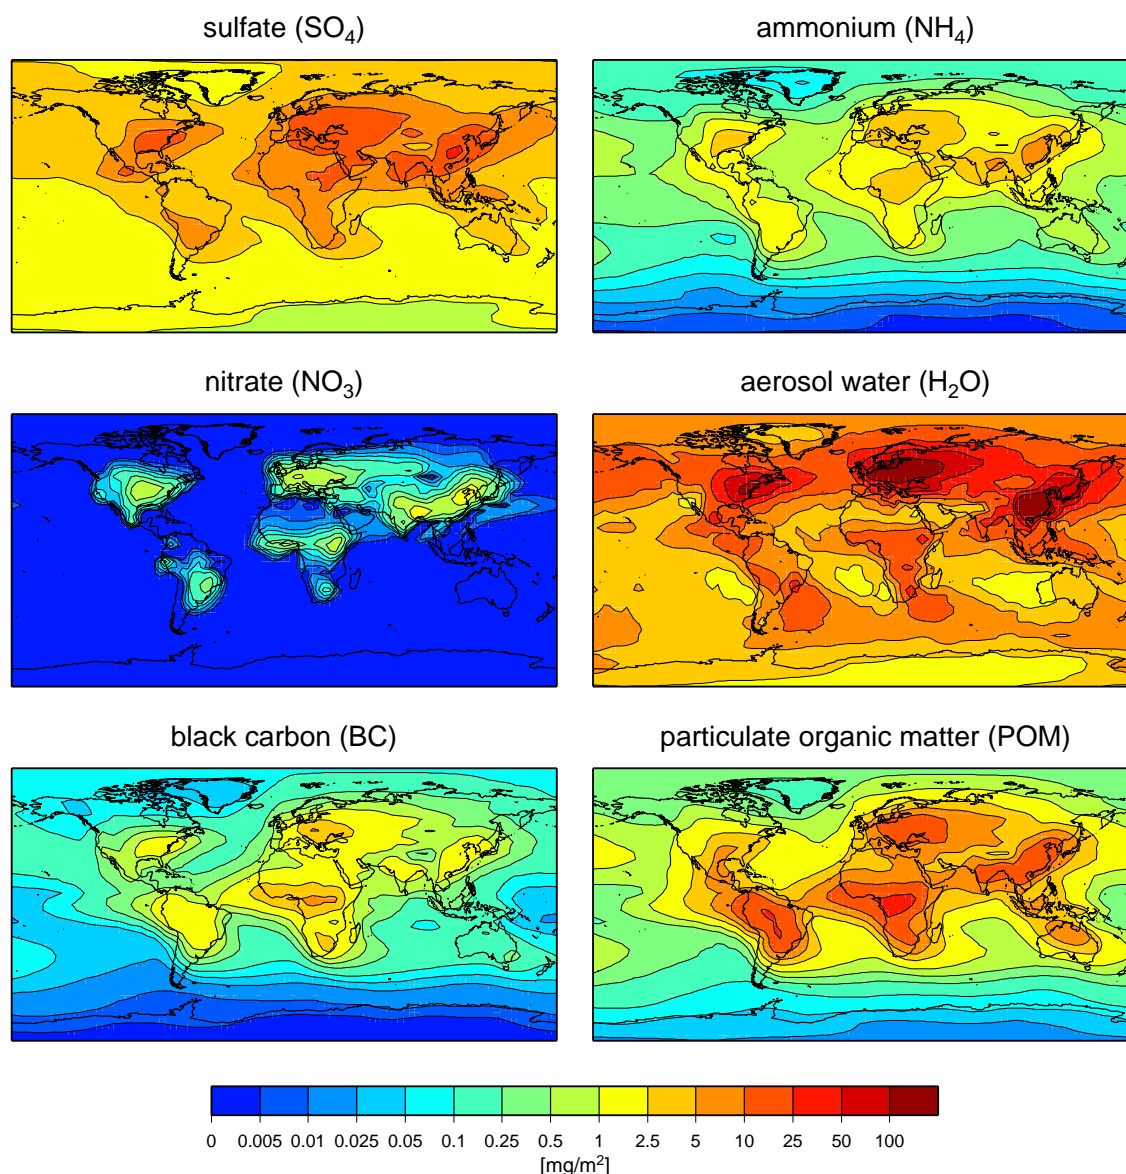 sulfate (SO4)
ammonium (NH4)
nitrate (NO3)
aerosol water (H2O)
black carbon (BC)
particulate organic matter (POM)
0 0.005 0.01 0.025 0.05 0.1 0.25 0.5 1 2.5 5 10 25 50 100
[mg/m2]